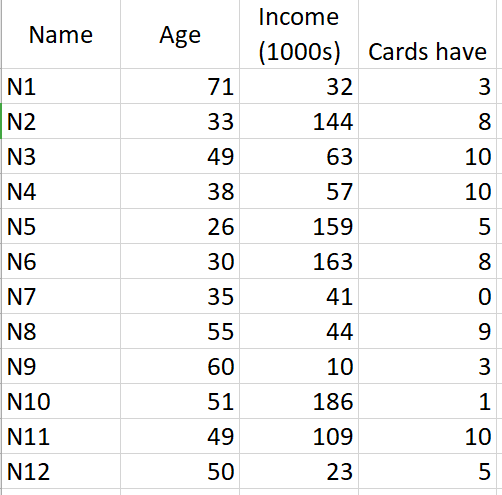 Name Age Income (1000s) Cards have
N1 71 32 3
N2 33 144 8
N3 49 63 10
N4 38 57 10
N5 26 159 5
N6 30 163 8
N7 35 41 0
N8 55 44 9
N9 60 10 3
N10 51 186 1
N11 49 109 10
N12 50 23 5